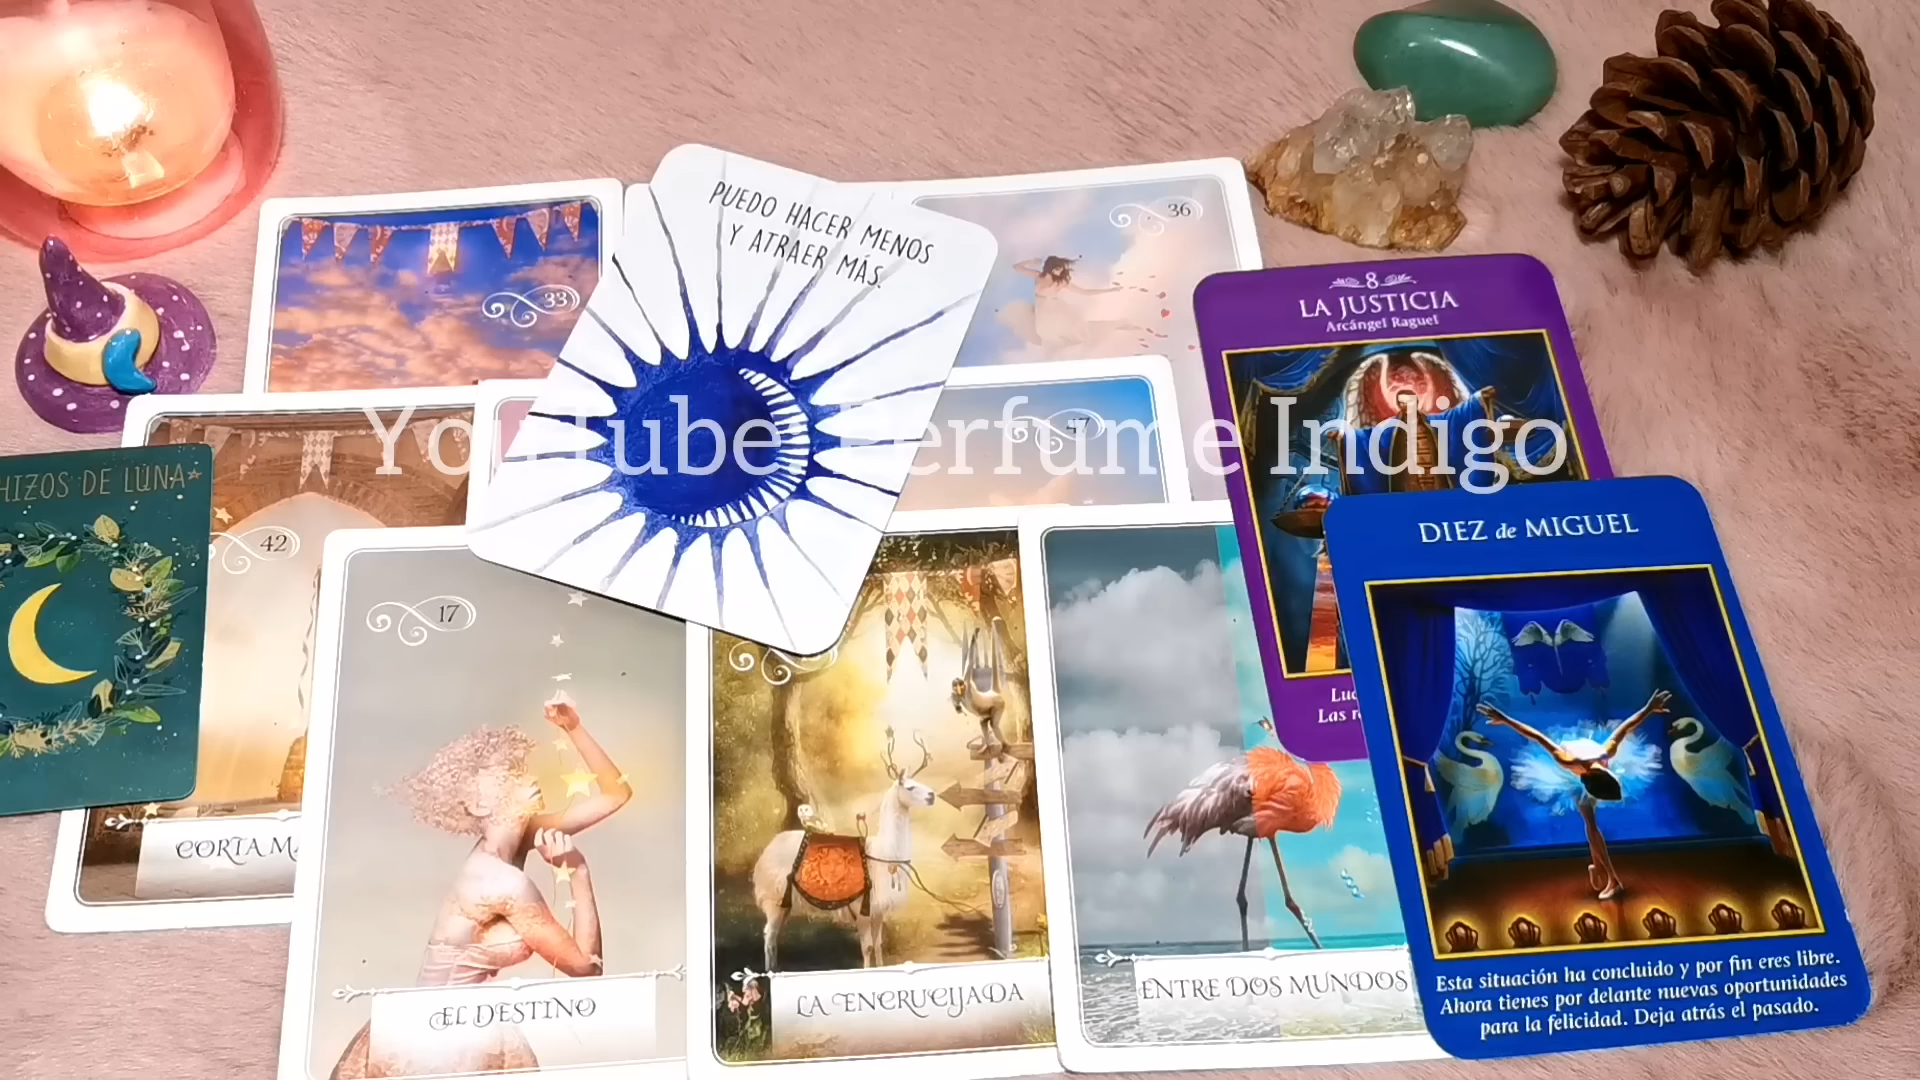 PUEDO HACER MENOS
Y ATRAER MÁS.
36
33
8
LA JUSTICIA
Arcángel Raguel
YouTube Perfume Indigo
47
HIZOS DE LUNA
42
DIEZ de MIGUEL
17
Las
CORTA
EL DESTINO
LA ENCRUCIJADA
ENTRE DOS MUNDOS
Esta situación ha concluido y por fin eres libre.
Ahora tienes por delante nuevas oportunidades
para la felicidad. Deja atrás el pasado.